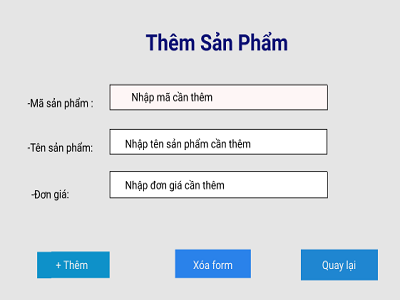 Thêm Sản Phẩm
-Mã sản phẩm : Nhập mã cần thêm
-Tên sản phẩm: Nhập tên sản phẩm cần thêm
-Đơn giá: Nhập đơn giá cần thêm
+ Thêm Xóa form Quay lại